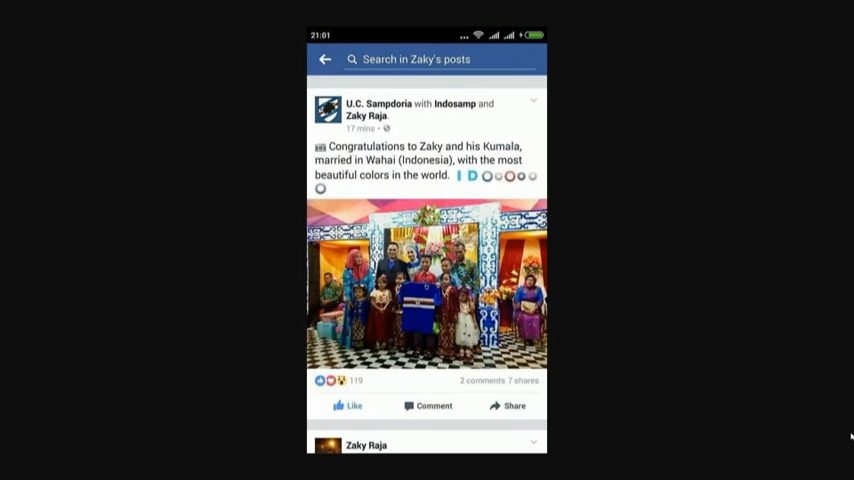 21:01
Search in Zaky's posts
U.C. Sampdoria with Indosamp and
Zaky Raja.
17 mins
Congratulations to Zaky and his Kumala,
married in Wahai (Indonesia), with the most
beautiful colors in the world. I D
119
2 comments 7 shares
Like
Comment
Share
Zaky Raja